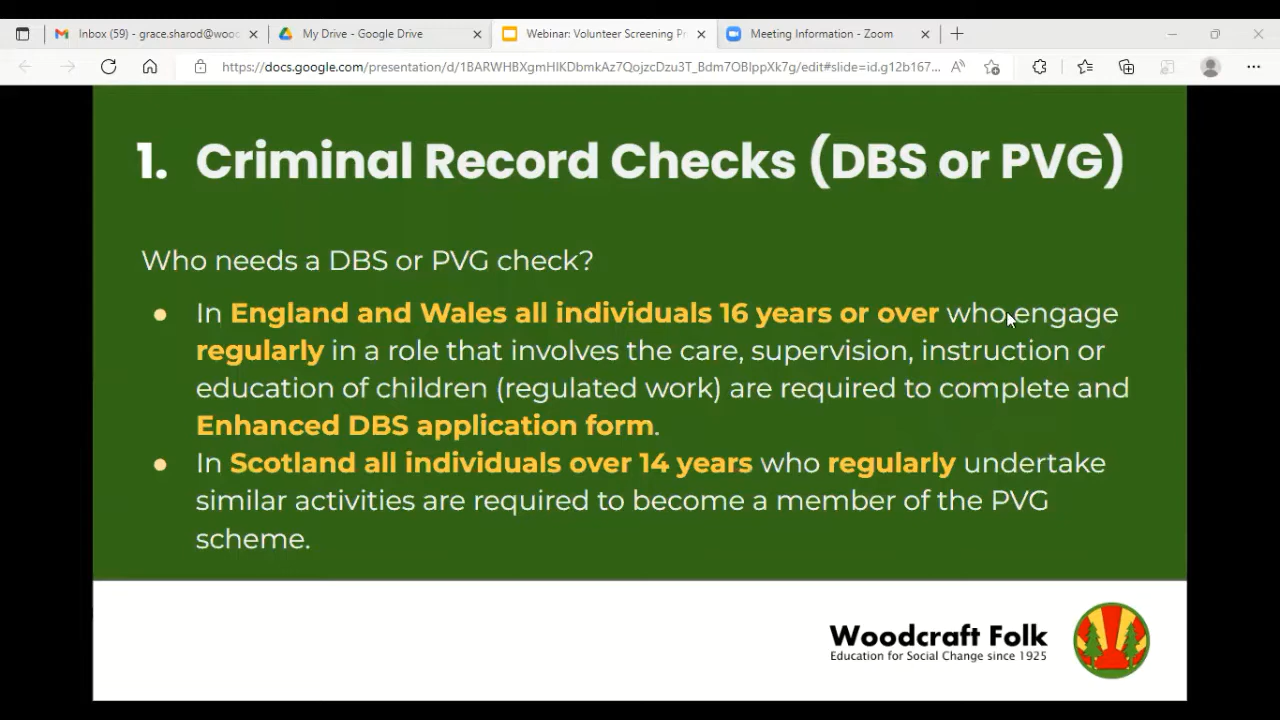 Inbox (59) - grace.sharod@wooc
My Drive - Google Drive
Webinar: Volunteer Screening Pr
Meeting Information - Zoom
https://docs.google.com/presentation/d/1BARWHBXgmHIKDbmkAz7QojzcDzu3T_Bdm7OBlppXk7g/edit#slide=id.g12b167...
1. Criminal Record Checks (DBS or PVG)
Who needs a DBS or PVG check?
● In England and Wales all individuals 16 years or over who engage
regularly in a role that involves the care, supervision, instruction or
education of children (regulated work) are required to complete and
Enhanced DBS application form.
● In Scotland all individuals over 14 years who regularly undertake
similar activities are required to become a member of the PVG
scheme.
Woodcraft Folk
Education for Social Change since 1925